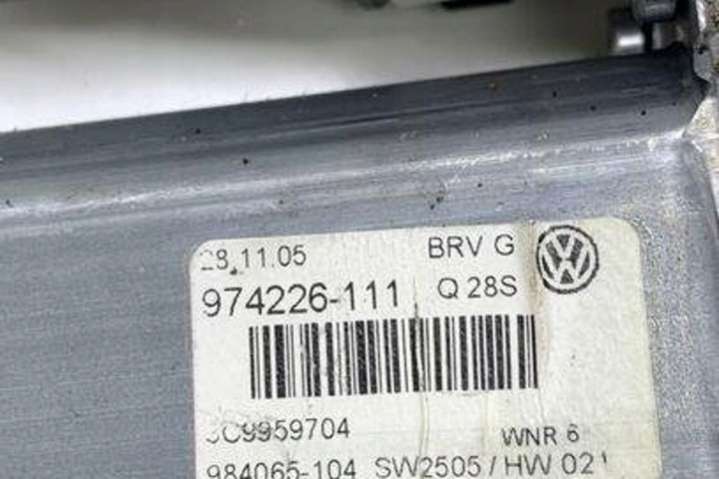 28.11.05 BRV G
974226-111 Q 28S
3C9959704 WNR 6
984065-104 SW2505 / HW 021